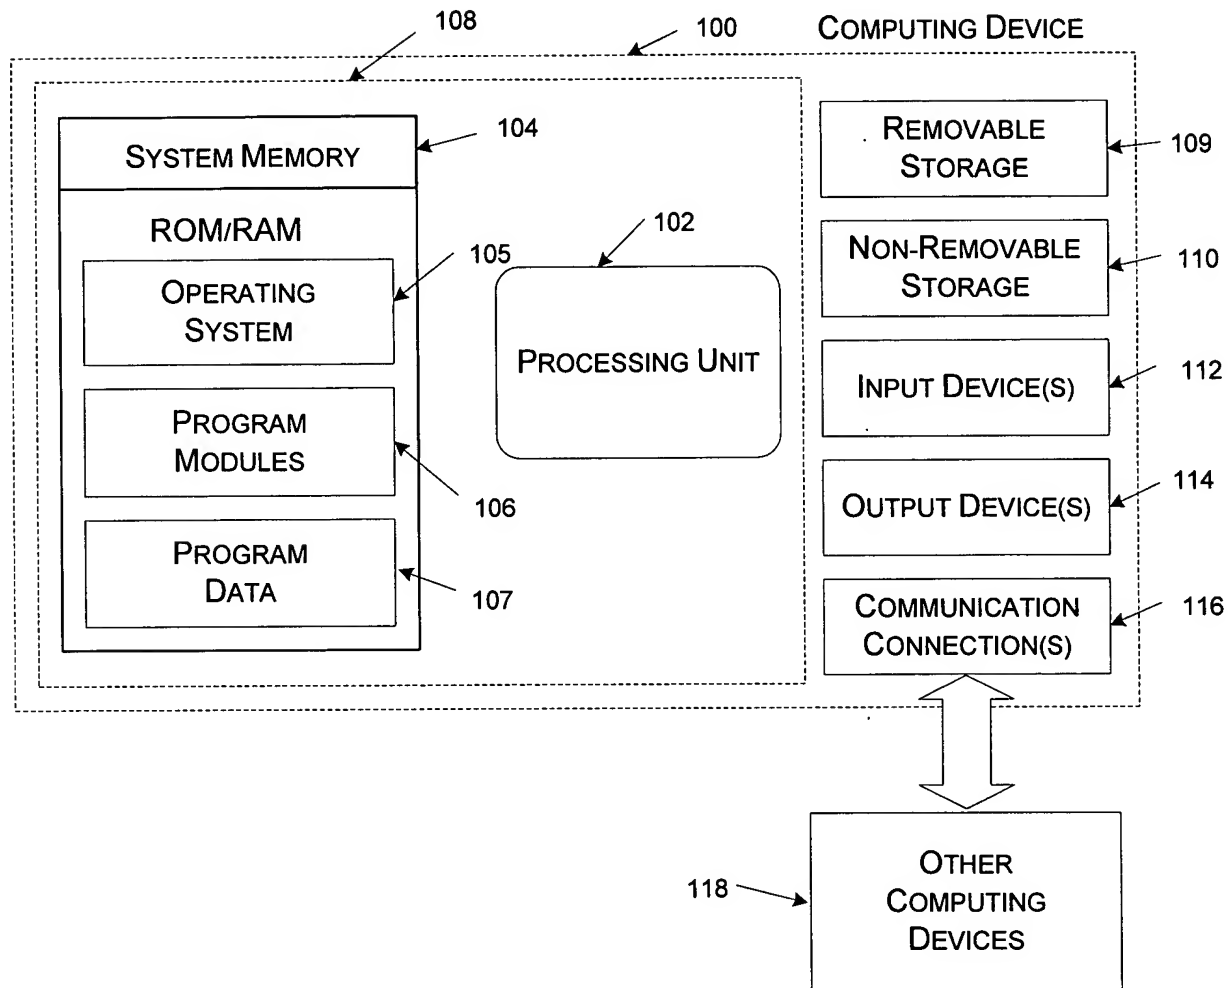 108
100
COMPUTING DEVICE
104
SYSTEM MEMORY
ROM/RAM
105
OPERATING
SYSTEM
PROGRAM
MODULES
106
PROGRAM
DATA
107
102
PROCESSING UNIT
REMOVABLE
STORAGE
109
NON-REMOVABLE
STORAGE
110
INPUT DEVICE(S)
112
OUTPUT DEVICE(S)
114
COMMUNICATION
CONNECTION(S)
116
118
OTHER
COMPUTING
DEVICES